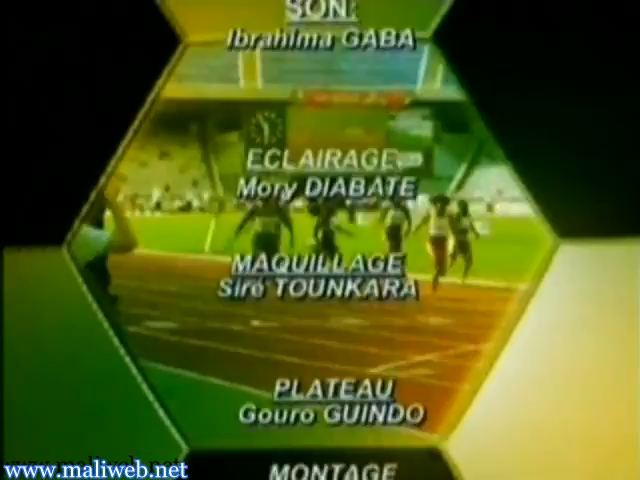 SON:
Ibrahima GABA
ECLAIRAGE
Mory DIABATE
MAQUILLAGE
Siré TOUNKARA
PLATEAU
Gouro GUINDO
MONTAGE
www.maliweb.net